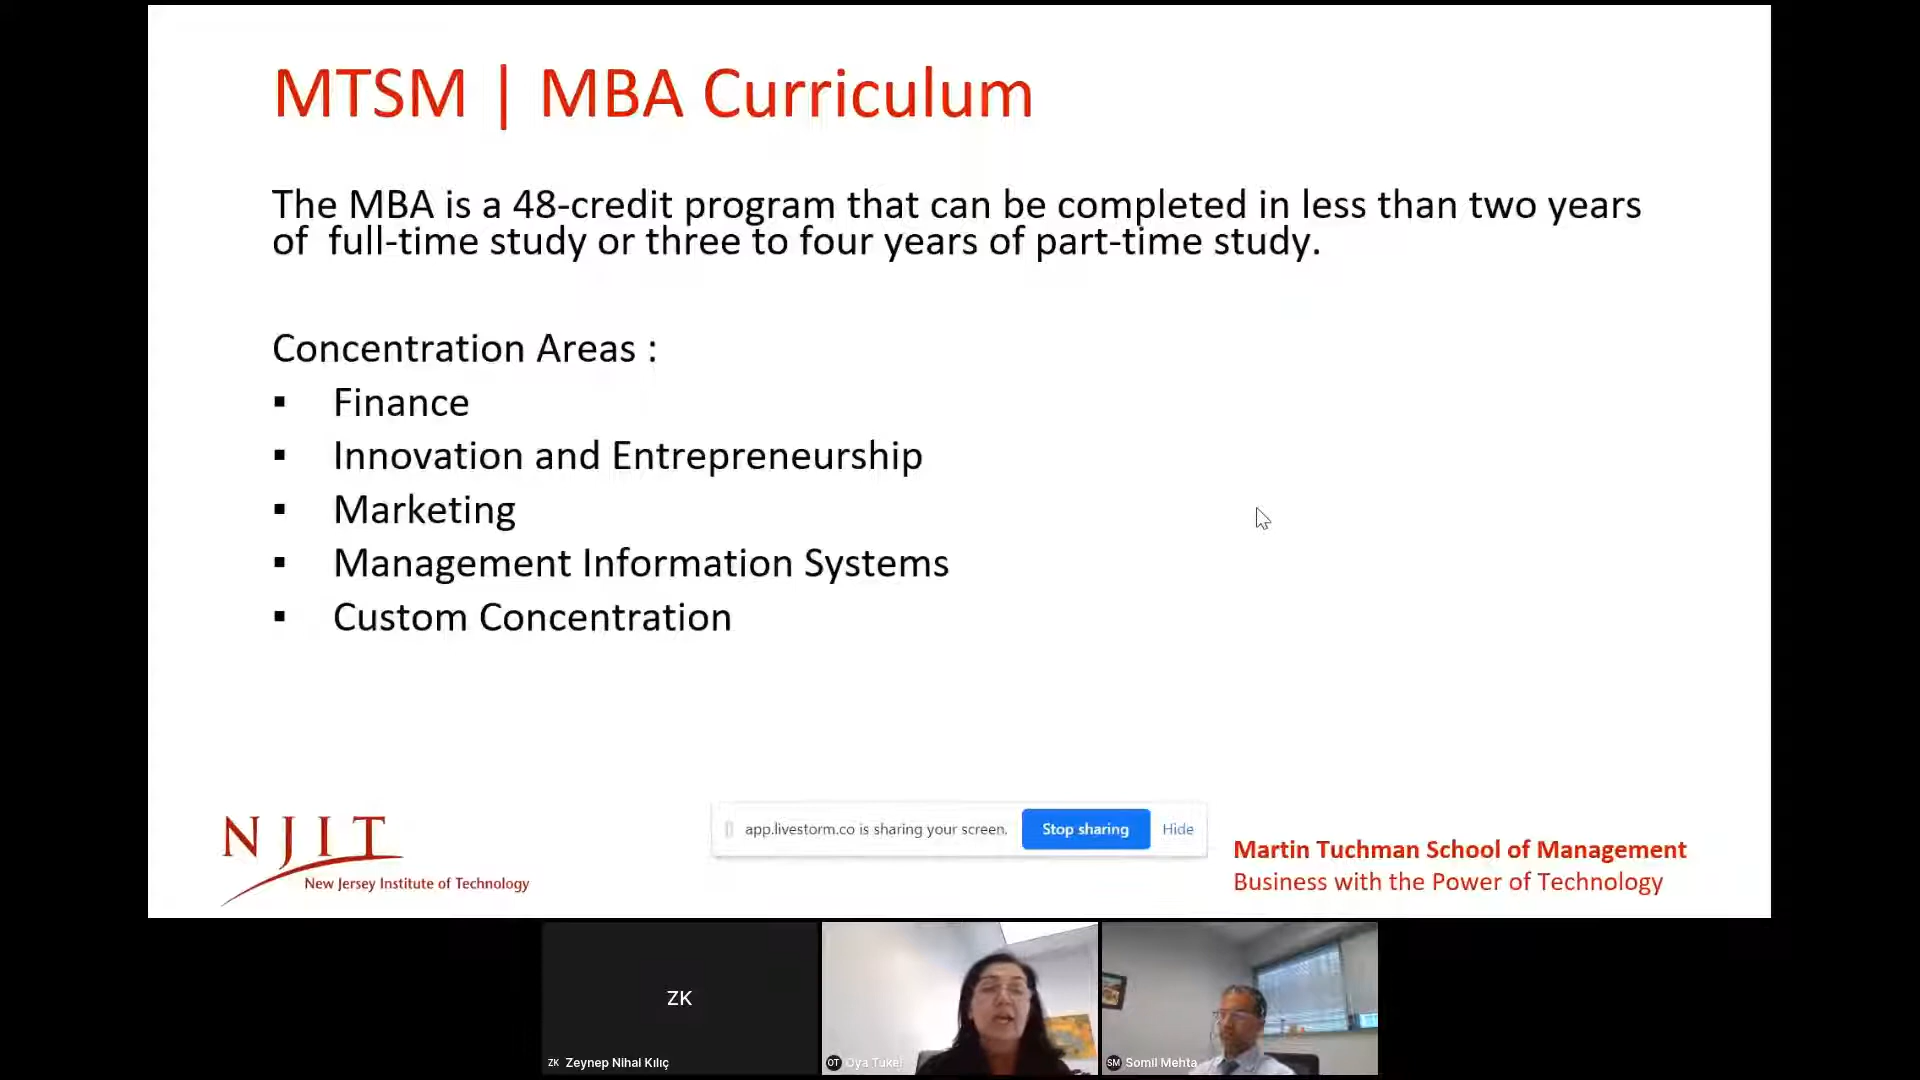 MTSM | MBA Curriculum
The MBA is a 48-credit program that can be completed in less than two years
of full-time study or three to four years of part-time study.
Concentration Areas :
▪ Finance
▪ Innovation and Entrepreneurship
▪ Marketing
▪ Management Information Systems
▪ Custom Concentration
NJIT
New Jersey Institute of Technology
app.livestorm.co is sharing your screen. Stop sharing Hide
Martin Tuchman School of Management
Business with the Power of Technology
ZK
ZK Zeynep Nihal Kılıç
OT Oya Tukel
SM Somil Mehta